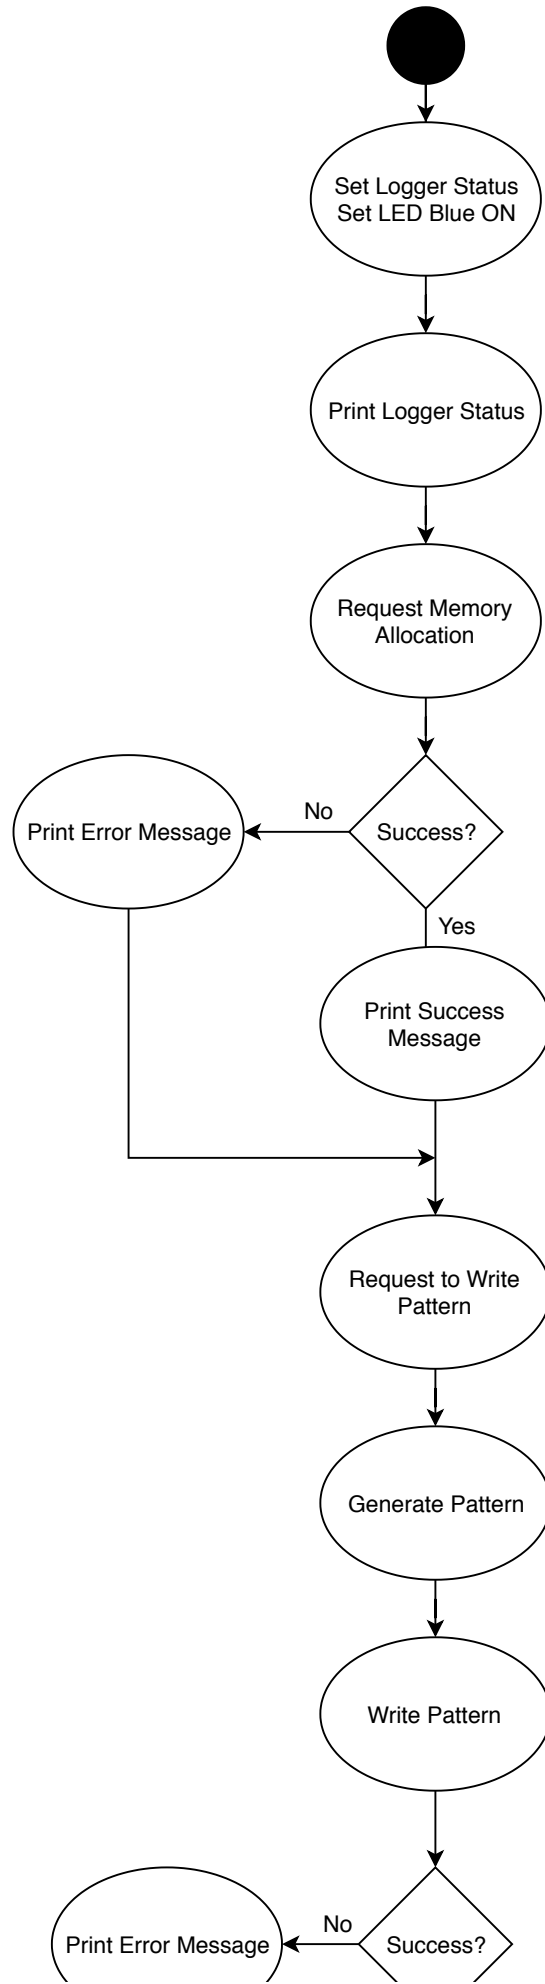 Set Logger Status
Set LED Blue ON
Print Logger Status
Request Memory
Allocation
No
Print Error Message
Success?
Yes
Print Success
Message
Request to Write
Pattern
Generate Pattern
Write Pattern
No
Print Error Message
Success?